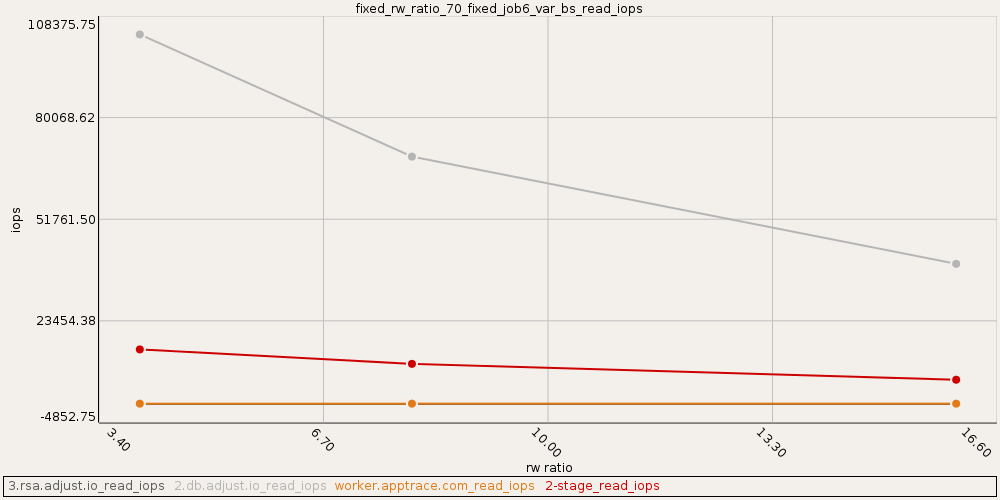 fixed_rw_ratio_70_fixed_job6_var_bs_read_iops
108375.75
80068.62
51761.50
23454.38
-4852.75
iops
3.40
6.70
10.00
13.30
16.60
rw ratio
3.rsa.adjust.io_read_iops 2.db.adjust.io_read_iops worker.apptrace.com_read_iops 2-stage_read_iops